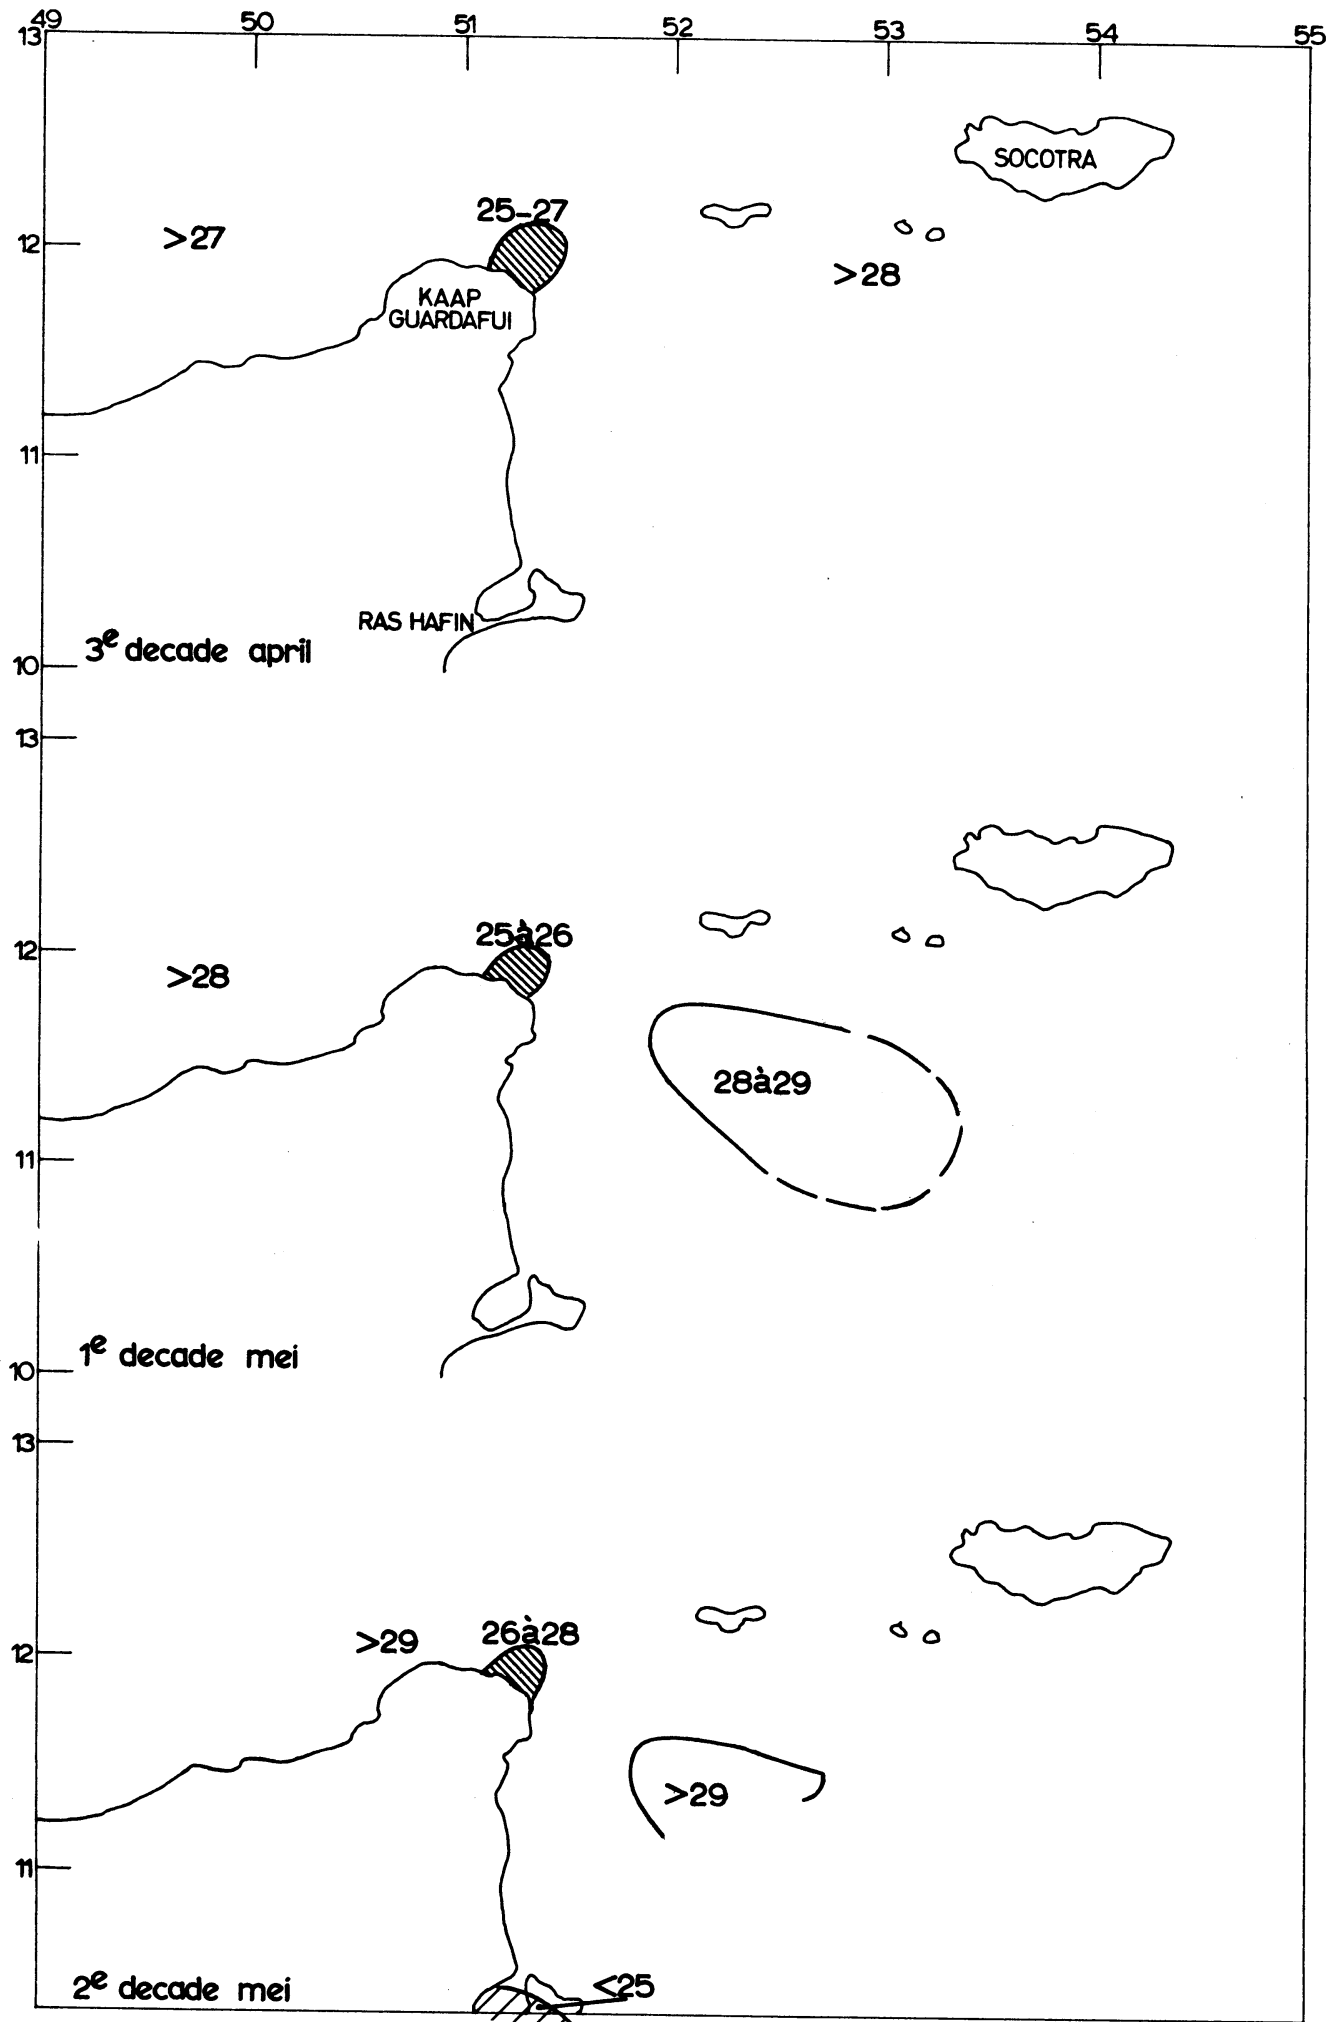 49 50 51 52 53 54 55
13
SOCOTRA
25-27
>27
12
>28
KAAP
GUARDAFUI
11
RAS HAFIN
3e decade april
10
13
25à26
12
>28
28à29
11
1e decade mei
10
13
26à28
>29
12
>29
11
<25
2e decade mei